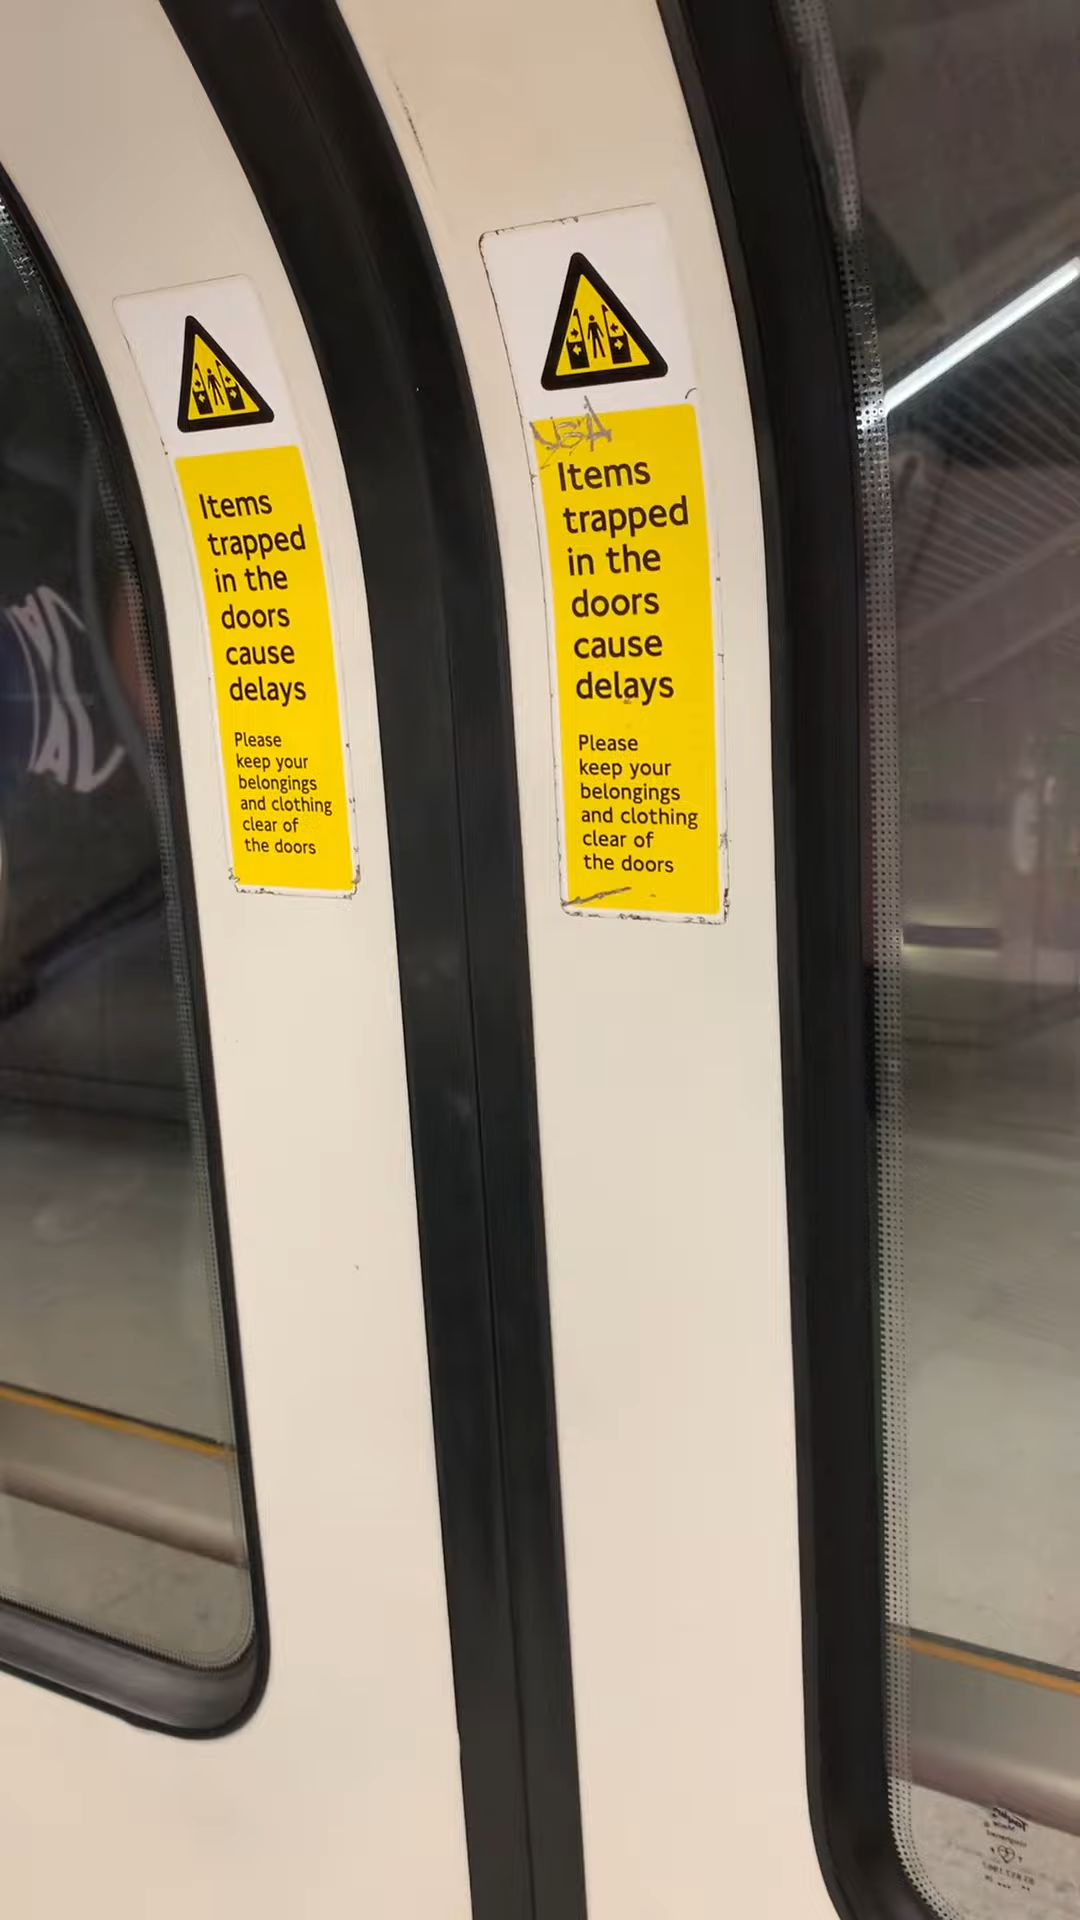 Items
trapped
in the
doors
cause
delays
Please
keep your
belongings
and clothing
clear of
the doors
Items
trapped
in the
doors
cause
delays
Please
keep your
belongings
and clothing
clear of
the doors